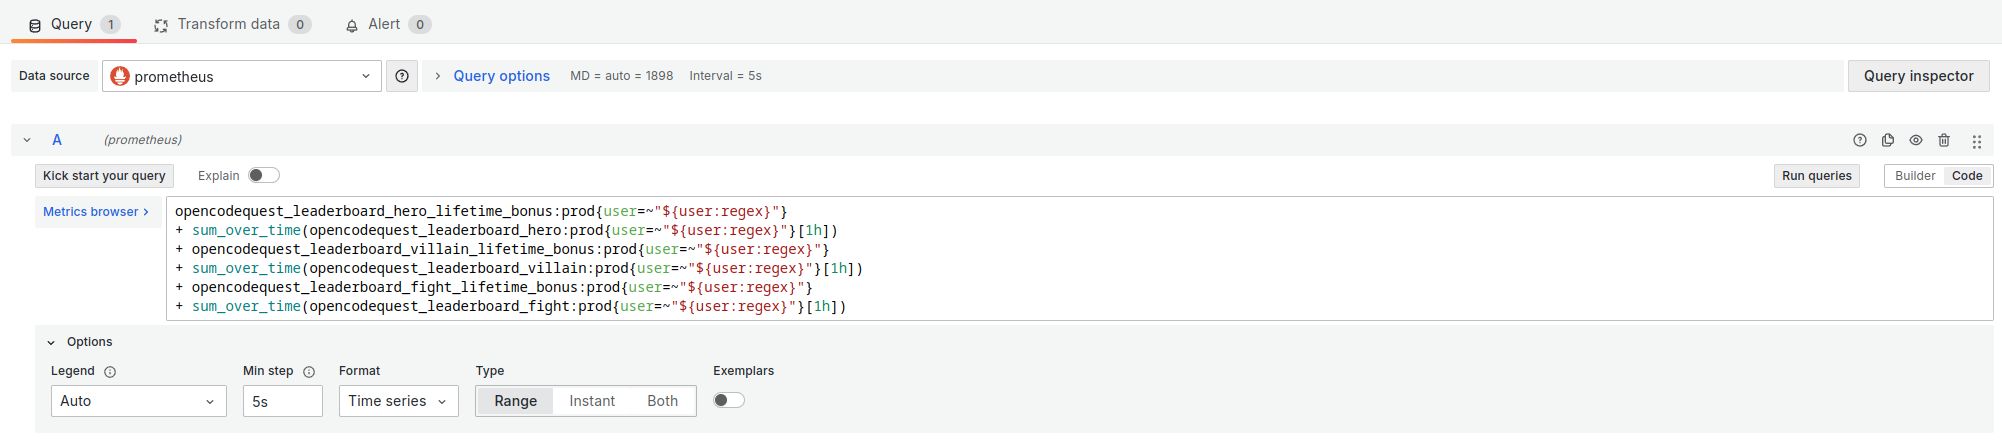 Query 1 Transform data 0 Alert 0
Data source prometheus Query options MD = auto = 1898 Interval = 5s Query inspector
A (prometheus)
Kick start your query Explain Run queries Builder Code
Metrics browser >
opencodequest_leaderboard_hero_lifetime_bonus:prod{user=~"${user:regex}"}
+ sum_over_time(opencodequest_leaderboard_hero:prod{user=~"${user:regex}"}[1h])
+ opencodequest_leaderboard_villain_lifetime_bonus:prod{user=~"${user:regex}"}
+ sum_over_time(opencodequest_leaderboard_villain:prod{user=~"${user:regex}"}[1h])
+ opencodequest_leaderboard_fight_lifetime_bonus:prod{user=~"${user:regex}"}
+ sum_over_time(opencodequest_leaderboard_fight:prod{user=~"${user:regex}"}[1h])
Options
Legend Min step Format Type Exemplars
Auto 5s Time series Range Instant Both